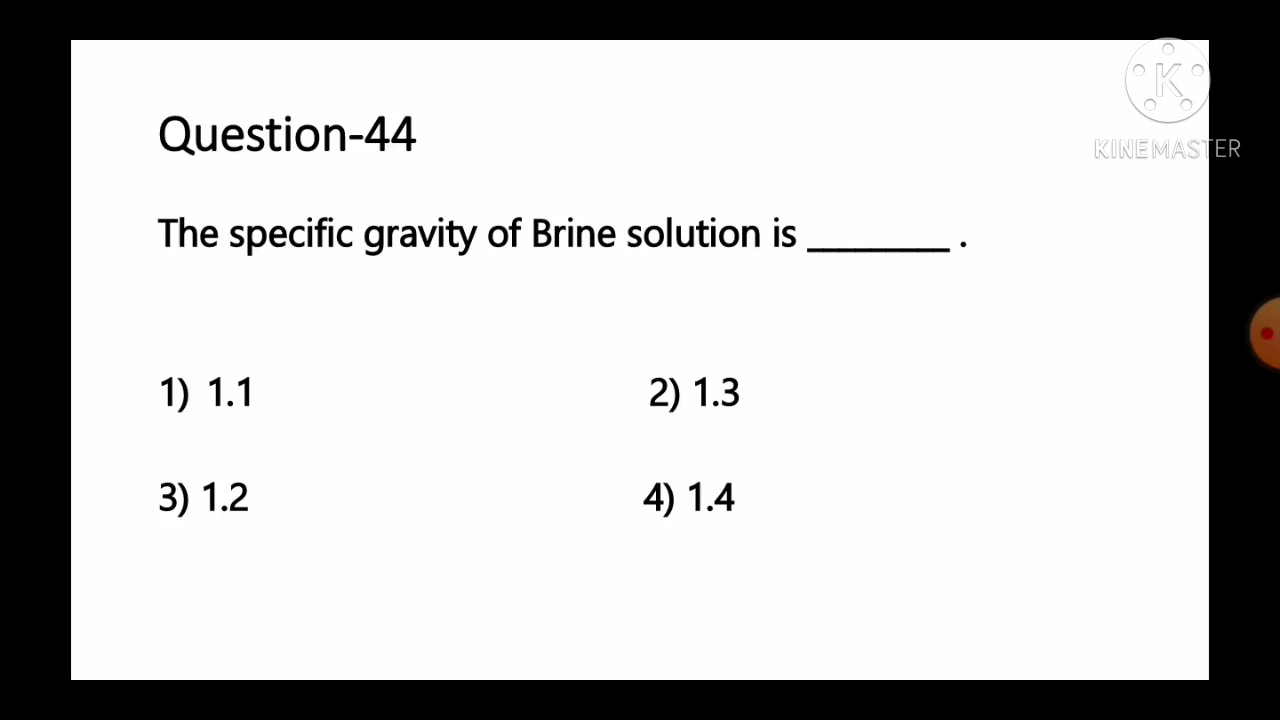 KINEMASTER
Question-44
The specific gravity of Brine solution is _________ .
1) 1.1 2) 1.3
3) 1.2 4) 1.4